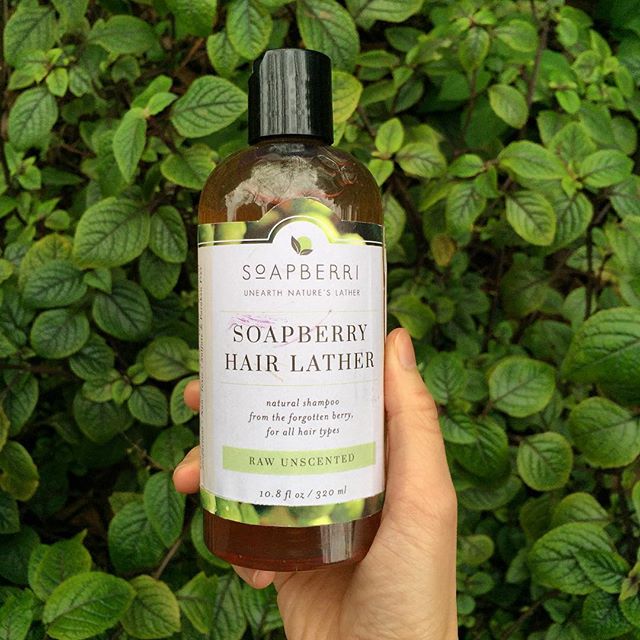 SOAPBERRI
UNEARTH NATURE'S LATHER
SOAPBERRY
HAIR LATHER
natural shampoo
from the forgotten berry,
for all hair types
RAW UNSCENTED
10.8 fl oz / 320 ml